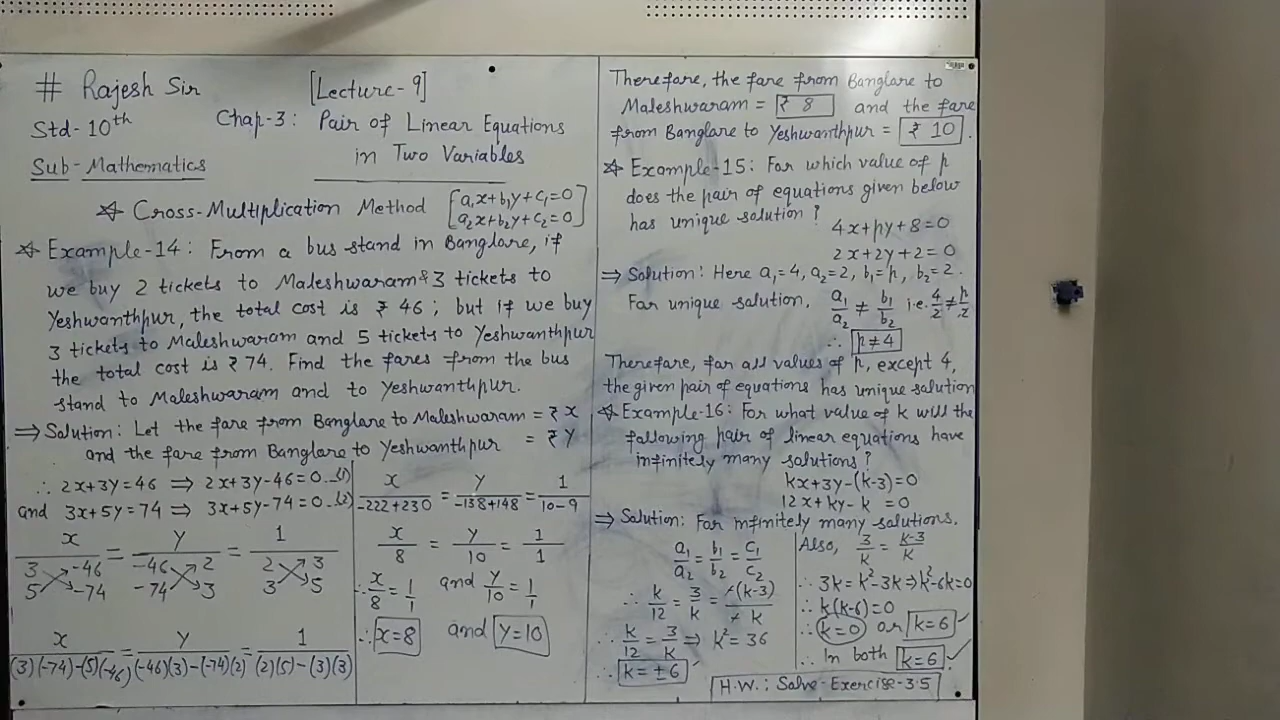 # Rajesh Sir [Lecture-9]
Std-10th Chap-3: Pair of Linear Equations
Sub-Mathematics in Two Variables
☆ Cross-Multiplication Method [a₁x+b₁y+c₁=0
a₂x+b₂y+c₂=0]
☆ Example-14: From a bus stand in Banglore, if
we buy 2 tickets to Maleshwaram & 3 tickets to
Yeshwanthpur, the total cost is ₹ 46; but if we buy
3 tickets to Maleshwaram and 5 tickets to Yeshwanthpur
the total cost is ₹ 74. Find the fares from the bus
stand to Maleshwaram and to Yeshwanthpur.
⇒ Solution: Let the fare from Banglore to Maleshwaram = ₹ x
and the fare from Banglore to Yeshwanthpur = ₹ y
∴ 2x+3y=46 ⇒ 2x+3y-46=0 ...(1)
and 3x+5y=74 ⇒ 3x+5y-74=0 ...(2)
x = y = 1
3 -46 -46 2 2 3
5 -74 -74 3 3 5
x/(3)(-74)-(5)(-46) = y/(-46)(3)-(-74)(2) = 1/(2)(5)-(3)(3)
x/-222+230 = y/-138+148 = 1/10-9
x/8 = y/10 = 1/1
∴ x/8 = 1/1 and y/10 = 1/1
∴ x=8 and y=10
Therefore, the fare from Banglore to
Maleshwaram = ₹ 8 and the fare
from Banglore to Yeshwanthpur = ₹ 10.
☆ Example-15: For which value of p
does the pair of equations given below
has unique solution?
4x+py+8=0
2x+2y+2=0
⇒ Solution: Here a₁=4, a₂=2, b₁=p, b₂=2.
For unique solution, a₁/a₂ ≠ b₁/b₂ i.e. 4/2 ≠ p/2
∴ p≠4
Therefore, for all values of p, except 4,
the given pair of equations has unique solution
☆ Example-16: For what value of k will the
following pair of linear equations have
infinitely many solutions?
kx+3y-(k-3)=0
12x+ky-k=0
⇒ Solution: For infinitely many solutions.
a₁/a₂ = b₁/b₂ = c₁/c₂
∴ k/12 = 3/k = -(k-3)/-k
∴ k/12 = 3/k ⇒ k²=36
∴ k=±6
Also, 3/k = k-3/k
∴ 3k=k²-3k ⇒ k²-6k=0
∴ k(k-6)=0
∴ k=0 or k=6
∴ In both k=6.
H.W.: Solve-Exercise-3.5